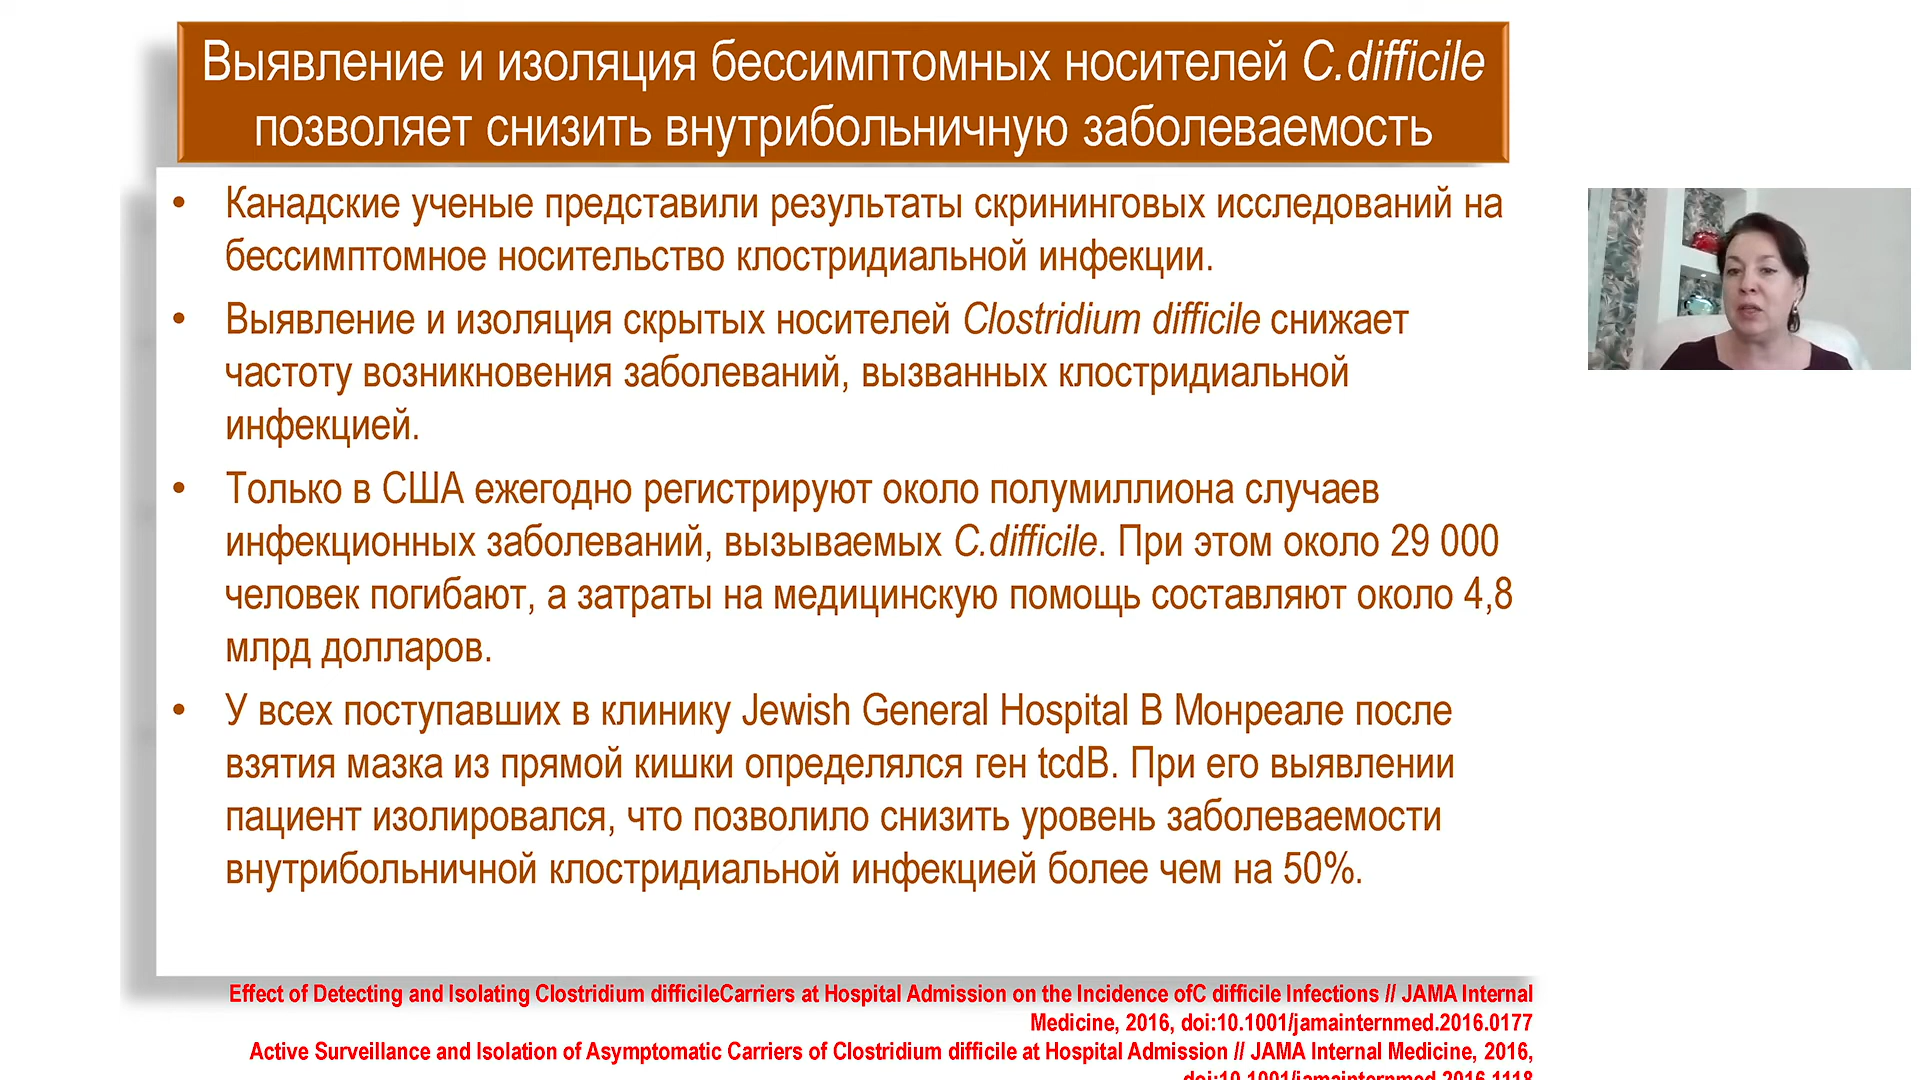 Выявление и изоляция бессимптомных носителей C.difficile
позволяет снизить внутрибольничную заболеваемость
• Канадские ученые представили результаты скрининговых исследований на
бессимптомное носительство клостридиальной инфекции.
• Выявление и изоляция скрытых носителей Clostridium difficile снижает
частоту возникновения заболеваний, вызванных клостридиальной
инфекцией.
• Только в США ежегодно регистрируют около полумиллиона случаев
инфекционных заболеваний, вызываемых C.difficile. При этом около 29 000
человек погибают, а затраты на медицинскую помощь составляют около 4,8
млрд долларов.
• У всех поступавших в клинику Jewish General Hospital В Монреале после
взятия мазка из прямой кишки определялся ген tcdB. При его выявлении
пациент изолировался, что позволило снизить уровень заболеваемости
внутрибольничной клостридиальной инфекцией более чем на 50%.
Effect of Detecting and Isolating Clostridium difficileCarriers at Hospital Admission on the Incidence ofC difficile Infections // JAMA Internal
Medicine, 2016, doi:10.1001/jamainternmed.2016.0177
Active Surveillance and Isolation of Asymptomatic Carriers of Clostridium difficile at Hospital Admission // JAMA Internal Medicine, 2016,
doi:10.1001/jamainternmed.2016.1118